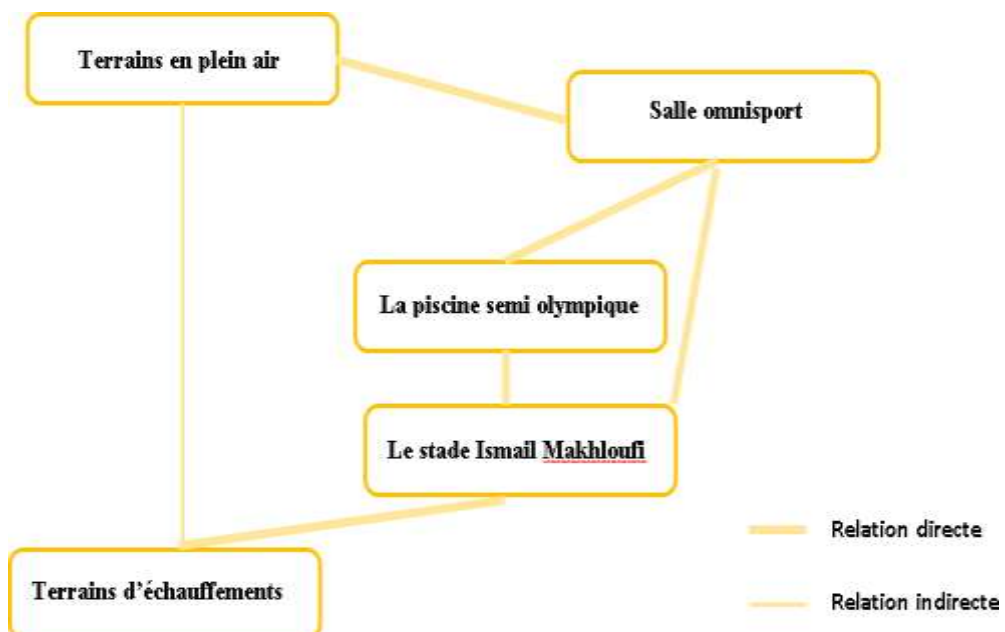 Terrains en plein air
Salle omnisport
La piscine semi olympique
Le stade Ismail Makhloufi
Terrains d'échauffements
Relation directe
Relation indirecte